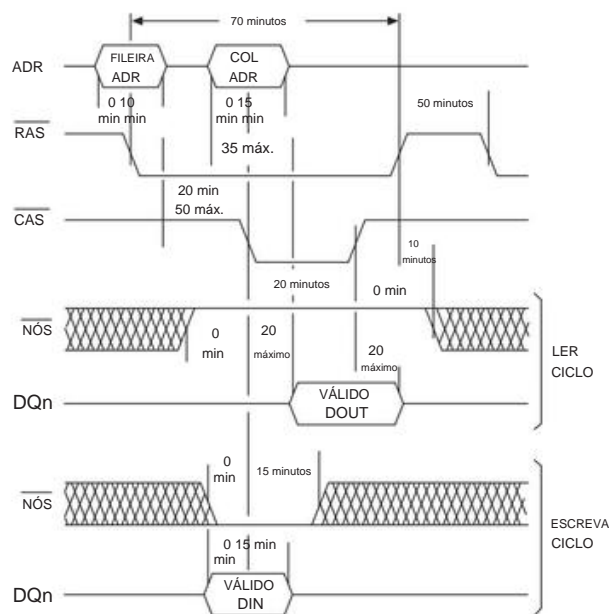 70 minutos
ADR
FILEIRA
ADR
COL
ADR
0 10
min min
0 15
min min
50 minutos
RAS
35 máx.
20 min
50 máx.
CAS
10
minutos
20 minutos
0 min
NÓS
0
min
20
máximo
20
máximo
LER
CICLO
DQn
VÁLIDO
DOUT
0
min
15 minutos
NÓS
ESCREVA
CICLO
0 15 min
min
DQn
VÁLIDO
DIN